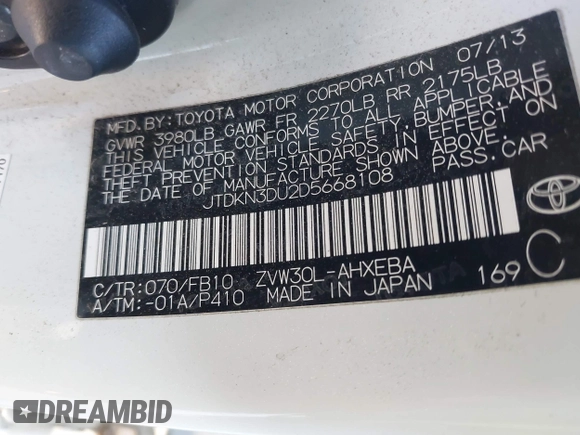 MFD.BY:TOYOTA MOTOR CORPORATION 07/13
GVWR 3980LB GAWR FR 2270LB RR 2175LB
THIS VEHICLE CONFORMS TO ALL APPLICABLE
FEDERAL MOTOR VEHICLE SAFETY, BUMPER, AND
THEFT PREVENTION STANDARDS IN EFFECT ON
THE DATE OF MANUFACTURE SHOWN ABOVE.
JTDKN3DU2D5668108 PASS.CAR
C/TR:070/FB10 ZVW30L-AHXEBA
A/TM:-01A/P410 MADE IN JAPAN 169 C
DREAMBID